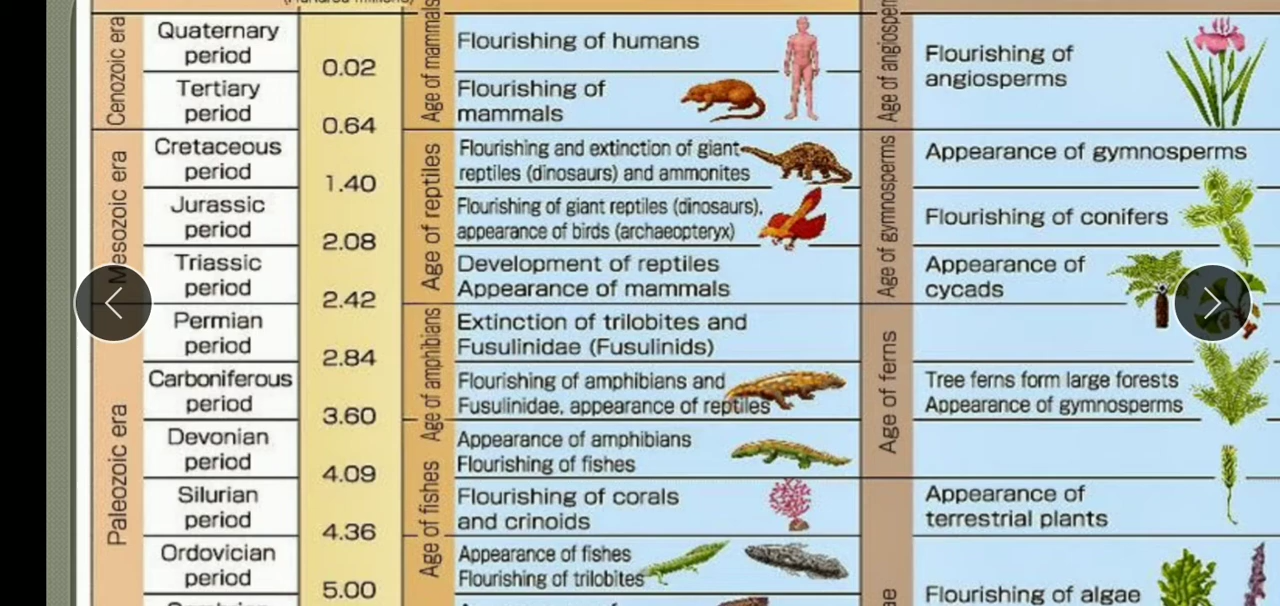 Cenozoic era
Quaternary
period
0.02
Age of mammals
Flourishing of humans
Flourishing of
angiosperms
Tertiary
period
0.64
Flourishing of
mammals
Mesozoic era
Cretaceous
period
1.40
Age of reptiles
Flourishing and extinction of giant
reptiles (dinosaurs) and ammonites
Age of gymnosperms
Appearance of gymnosperms
Jurassic
period
2.08
Flourishing of giant reptiles (dinosaurs),
appearance of birds (archaeopteryx)
Flourishing of conifers
Triassic
period
2.42
Development of reptiles
Appearance of mammals
Appearance of
cycads
Paleozoic era
Permian
period
2.84
Age of amphibians
Extinction of trilobites and
Fusulinidae (Fusulinids)
Age of ferns
Carboniferous
period
3.60
Flourishing of amphibians and
Fusulinidae, appearance of reptiles
Tree ferns form large forests
Appearance of gymnosperms
Devonian
period
4.09
Age of fishes
Appearance of amphibians
Flourishing of fishes
Silurian
period
4.36
Flourishing of corals
and crinoids
Appearance of
terrestrial plants
Ordovician
period
5.00
Appearance of fishes
Flourishing of trilobites
Flourishing of algae